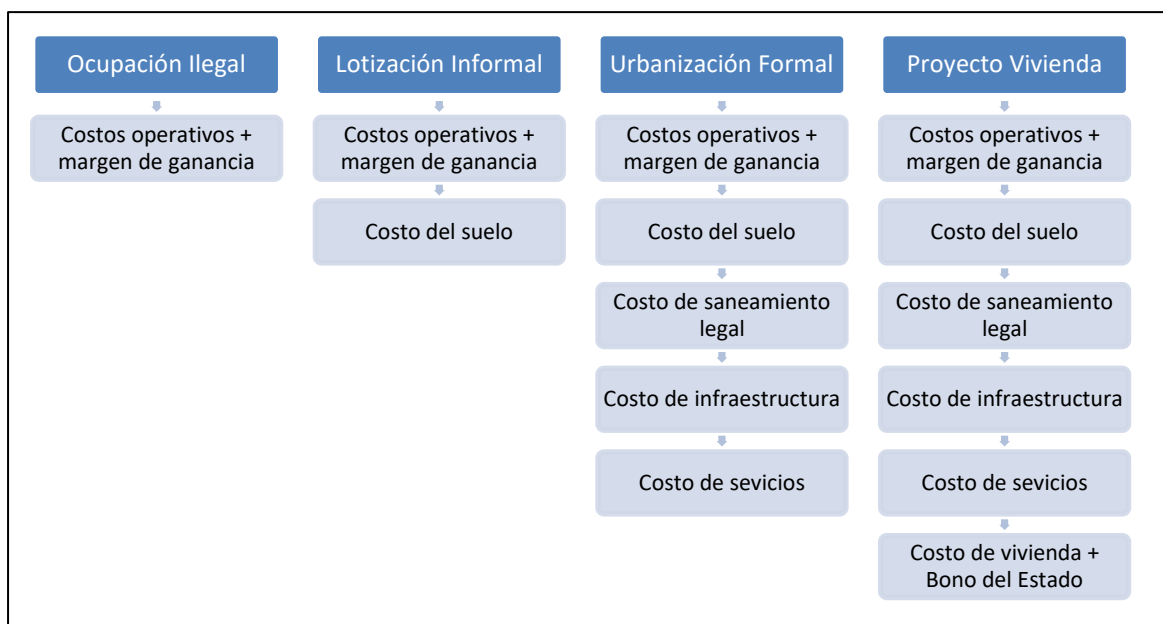 Ocupación Ilegal
Costos operativos +
margen de ganancia
Lotización Informal
Costos operativos +
margen de ganancia
Costo del suelo
Urbanización Formal
Costos operativos +
margen de ganancia
Costo del suelo
Costo de saneamiento
legal
Costo de infraestructura
Costo de sevicios
Proyecto Vivienda
Costos operativos +
margen de ganancia
Costo del suelo
Costo de saneamiento
legal
Costo de infraestructura
Costo de sevicios
Costo de vivienda +
Bono del Estado